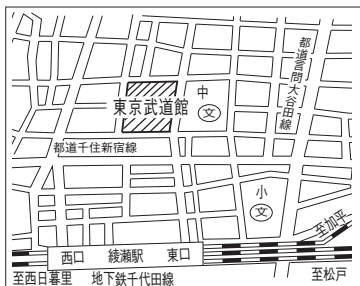 中
文
東京武道館
都道言問大谷田線
都道千住新宿線
小
文
至加平
西口 綾瀬駅 東口
至西日暮里 地下鉄千代田線 至松戸